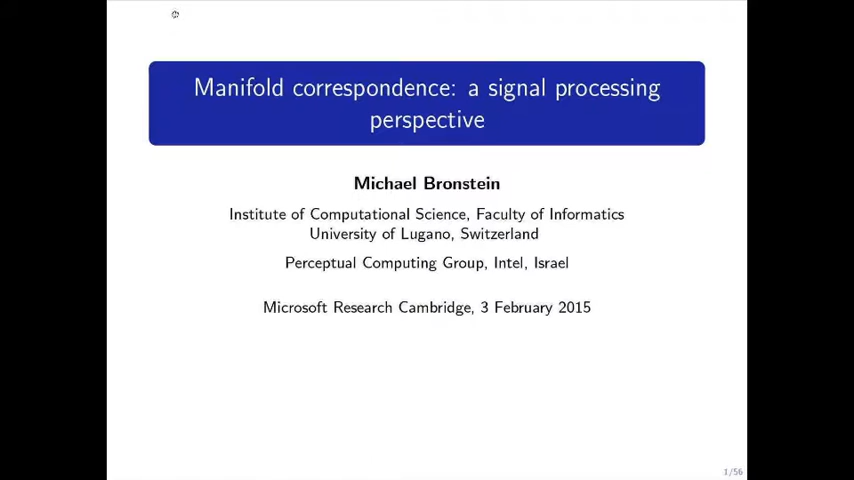 Manifold correspondence: a signal processing
perspective
Michael Bronstein
Institute of Computational Science, Faculty of Informatics
University of Lugano, Switzerland
Perceptual Computing Group, Intel, Israel
Microsoft Research Cambridge, 3 February 2015
1/56